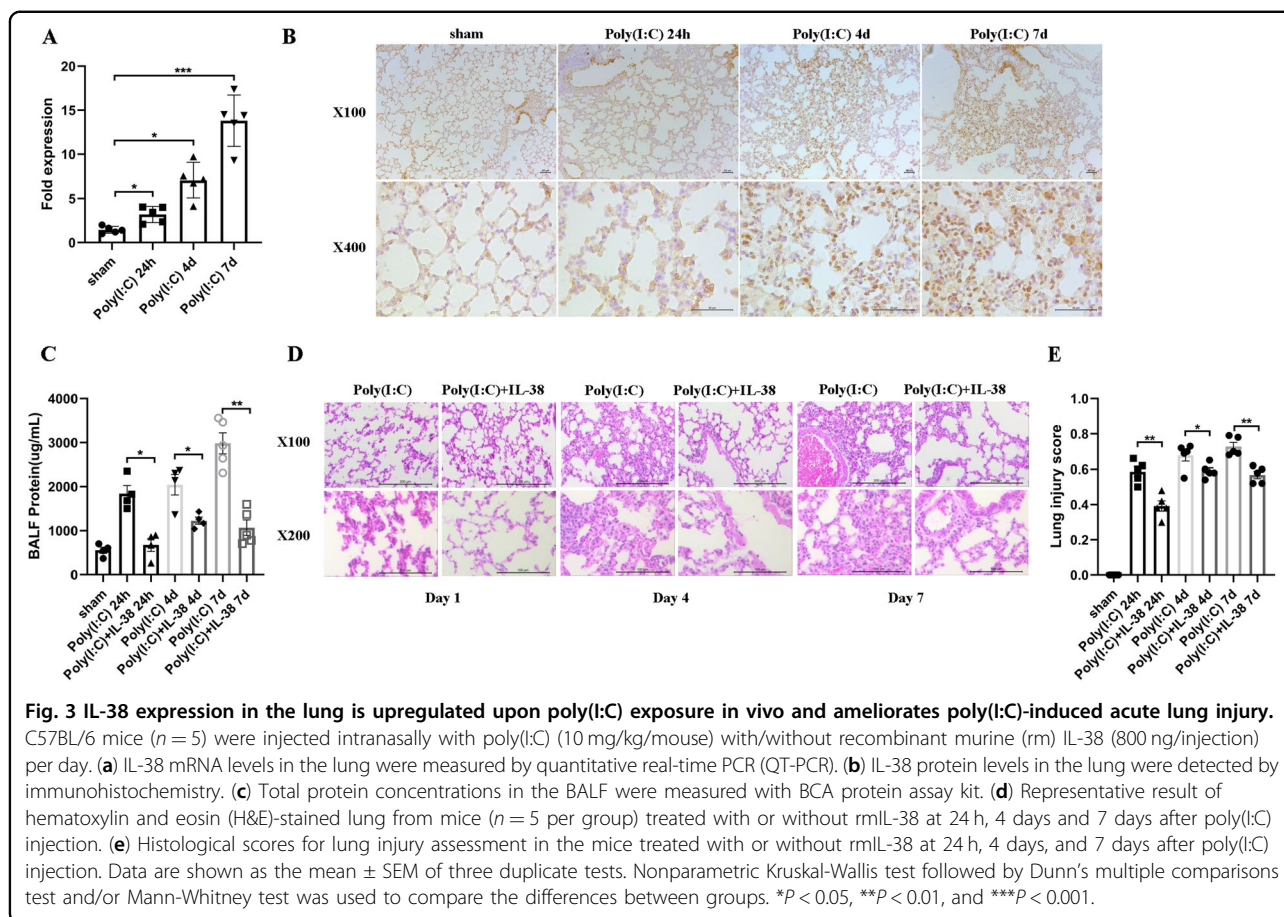 A
Fold expression
20
15
10
5
0
***
*
*
sham
Poly(I:C) 24h
Poly(I:C) 4d
Poly(I:C) 7d
B
sham
Poly(I:C) 24h
Poly(I:C) 4d
Poly(I:C) 7d
X100
X400
C
BALF Protein(ug/mL)
4000
3000
2000
1000
0
*
*
**
sham
Poly(I:C) 24h
Poly(I:C)+IL-38 24h
Poly(I:C) 4d
Poly(I:C)+IL-38 4d
Poly(I:C) 7d
Poly(I:C)+IL-38 7d
D
Poly(I:C)
Poly(I:C)+IL-38
Poly(I:C)
Poly(I:C)+IL-38
Poly(I:C)
Poly(I:C)+IL-38
X100
X200
Day 1
Day 4
Day 7
E
Lung injury score
1.0
0.8
0.6
0.4
0.2
0.0
**
*
**
sham
Poly(I:C) 24h
Poly(I:C)+IL-38 24h
Poly(I:C) 4d
Poly(I:C)+IL-38 4d
Poly(I:C) 7d
Poly(I:C)+IL-38 7d
Fig. 3 IL-38 expression in the lung is upregulated upon poly(I:C) exposure in vivo and ameliorates poly(I:C)-induced acute lung injury.
C57BL/6 mice (n = 5) were injected intranasally with poly(I:C) (10 mg/kg/mouse) with/without recombinant murine (rm) IL-38 (800 ng/injection)
per day. (a) IL-38 mRNA levels in the lung were measured by quantitative real-time PCR (QT-PCR). (b) IL-38 protein levels in the lung were detected by
immunohistochemistry. (c) Total protein concentrations in the BALF were measured with BCA protein assay kit. (d) Representative result of
hematoxylin and eosin (H&E)-stained lung from mice (n = 5 per group) treated with or without rmIL-38 at 24 h, 4 days and 7 days after poly(I:C)
injection. (e) Histological scores for lung injury assessment in the mice treated with or without rmIL-38 at 24 h, 4 days, and 7 days after poly(I:C)
injection. Data are shown as the mean ± SEM of three duplicate tests. Nonparametric Kruskal-Wallis test followed by Dunn's multiple comparisons
test and/or Mann-Whitney test was used to compare the differences between groups. *P < 0.05, **P < 0.01, and ***P < 0.001.